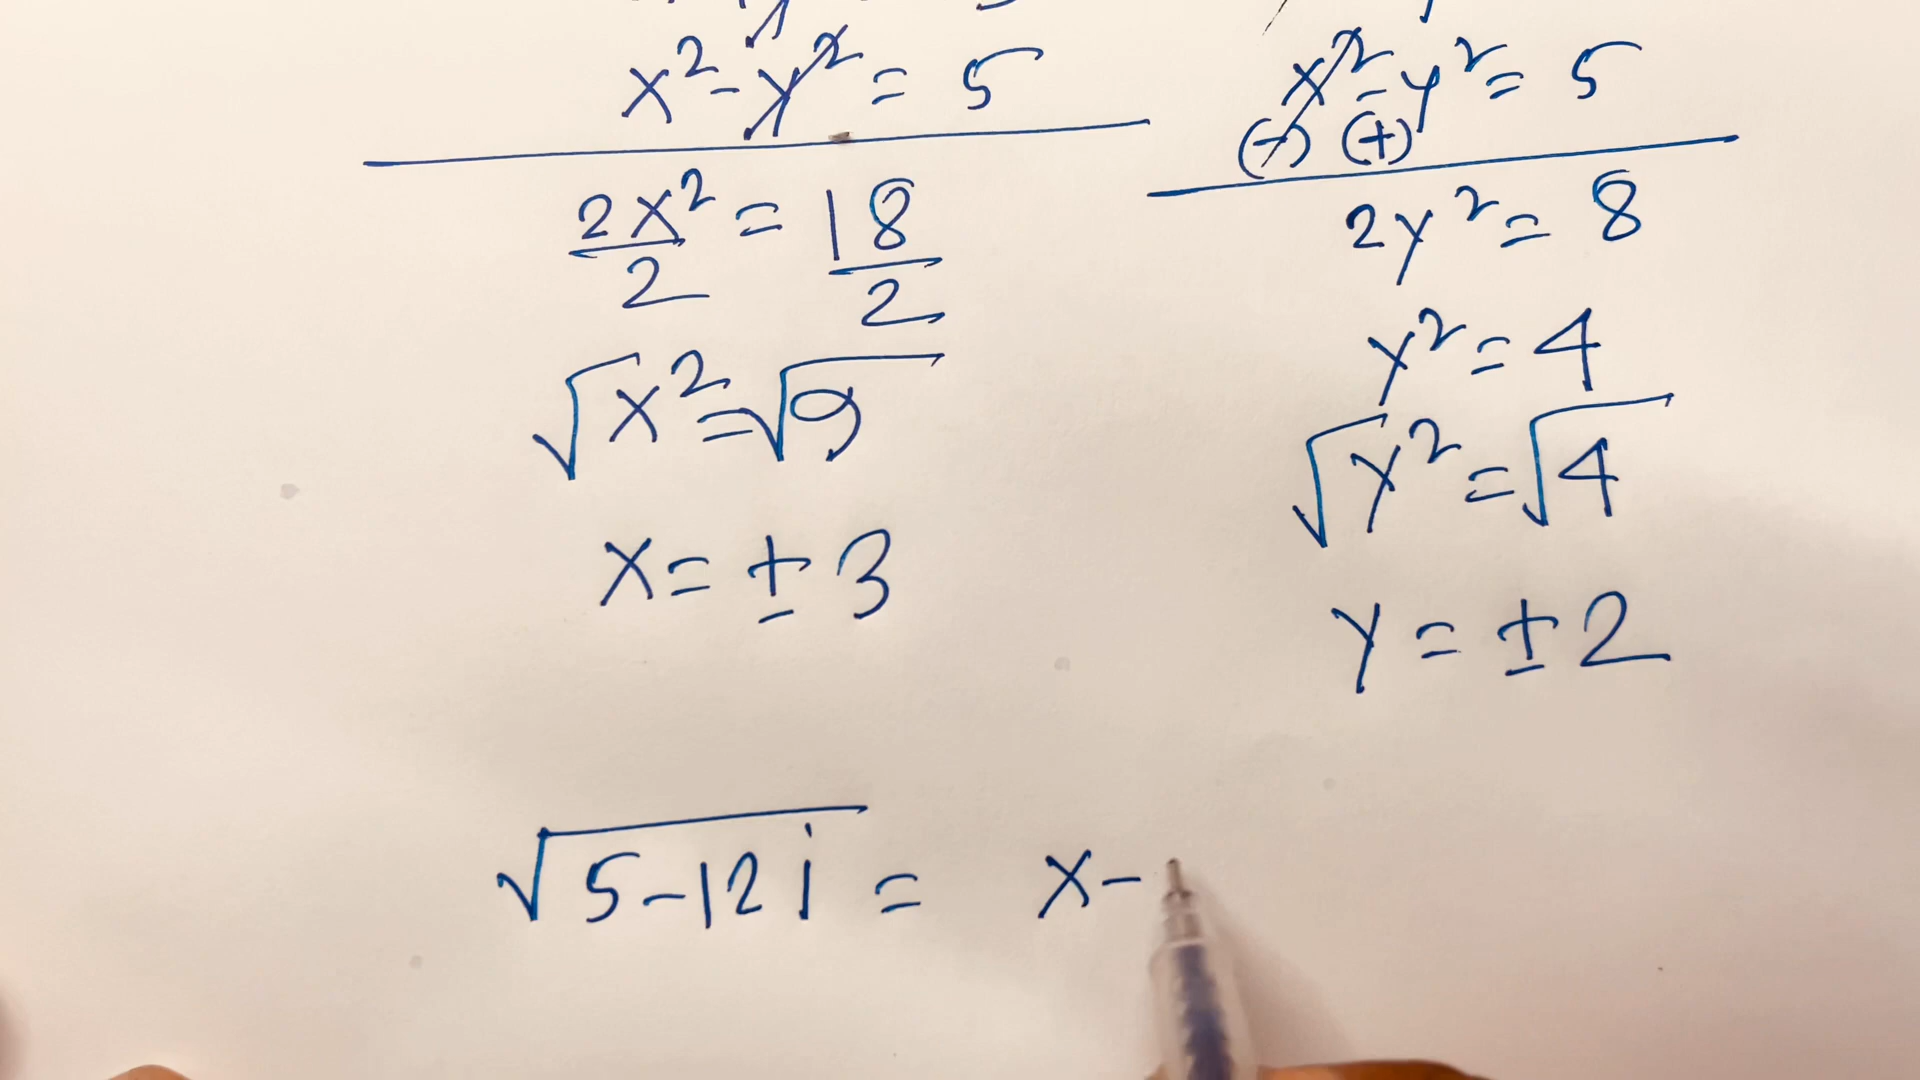 x² - y² = 5
2x²/2 = 18/2
√x² = √9
x = ± 3
x² - y² = 5
(-) (+)
2y² = 8
y² = 4
√y² = √4
y = ± 2
√5-12i = x-